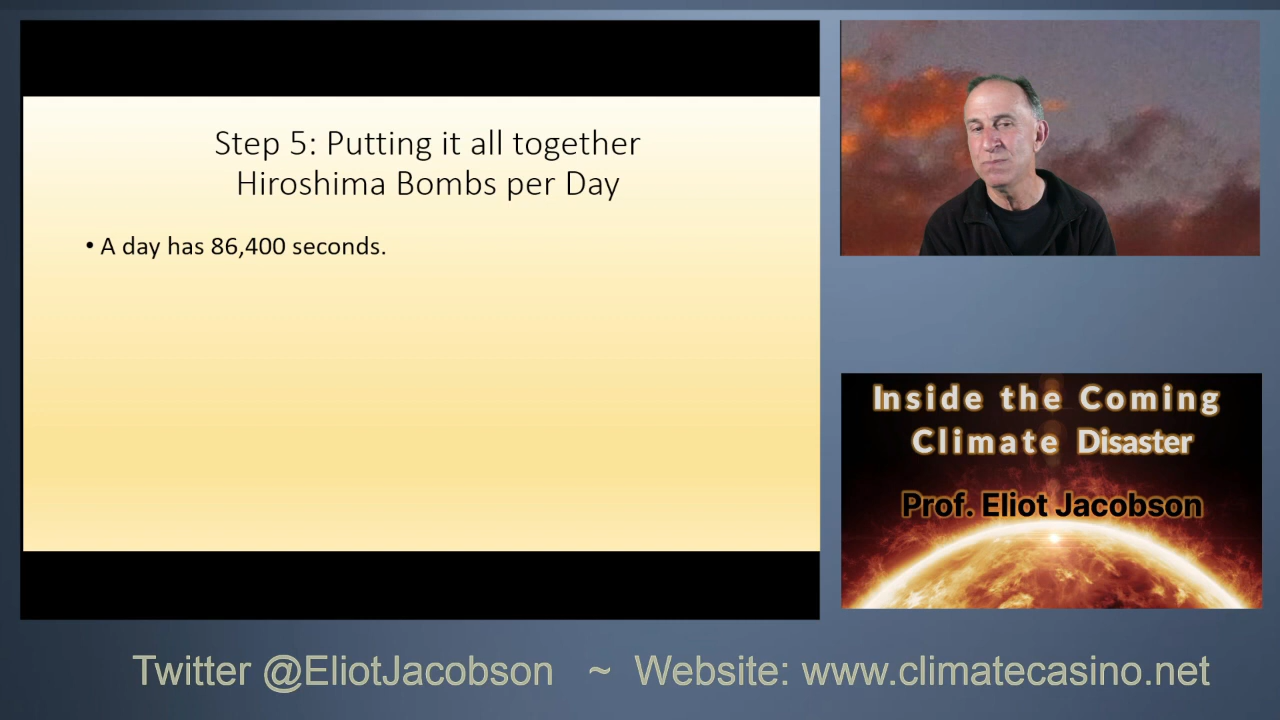 Step 5: Putting it all together
Hiroshima Bombs per Day
• A day has 86,400 seconds.
Inside the Coming
Climate Disaster
Prof. Eliot Jacobson
Twitter @EliotJacobson ~ Website: www.climatecasino.net